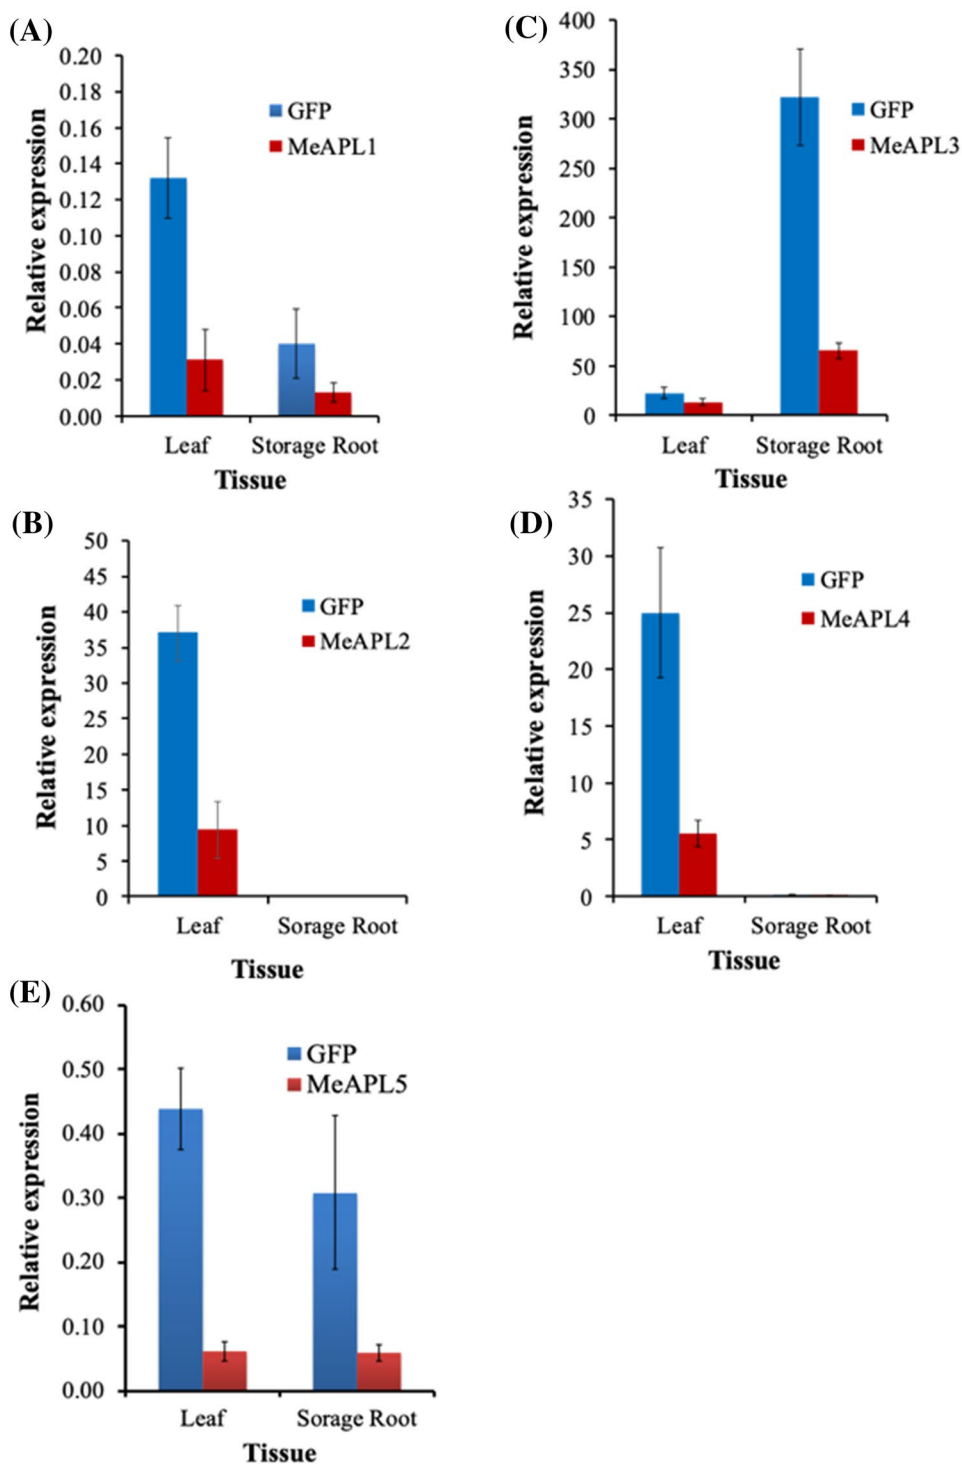 (A)
0.20
0.18
0.16
0.14
0.12
0.10
0.08
0.06
0.04
0.02
0.00
Relative expression
GFP
MeAPL1
Leaf Storage Root
Tissue
(C)
400
350
300
250
200
150
100
50
0
Relative expression
GFP
MeAPL3
Leaf Storage Root
Tissue
(B)
50
45
40
35
30
25
20
15
10
5
0
Relative expression
GFP
MeAPL2
Leaf Sorage Root
Tissue
(D)
35
30
25
20
15
10
5
0
Relative expression
GFP
MeAPL4
Leaf Sorage Root
Tissue
(E)
0.60
0.50
0.40
0.30
0.20
0.10
0.00
Relative expression
GFP
MeAPL5
Leaf Sorage Root
Tissue